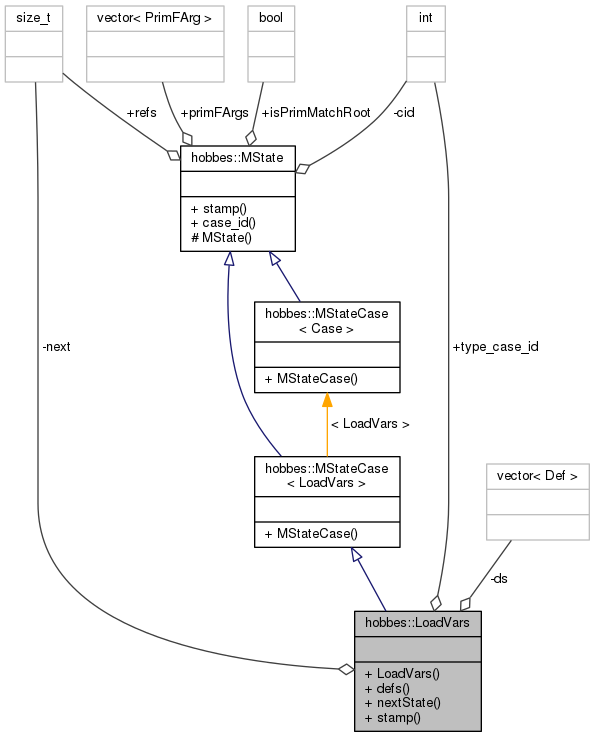 size_t
vector< PrimFArg >
bool
int
+refs
+primFArgs
+isPrimMatchRoot
-cid
hobbes::MState
+ stamp()
+ case_id()
# MState()
hobbes::MStateCase
< Case >
+ MStateCase()
-next
+type_case_id
< LoadVars >
hobbes::MStateCase
< LoadVars >
+ MStateCase()
vector< Def >
-ds
hobbes::LoadVars
+ LoadVars()
+ defs()
+ nextState()
+ stamp()